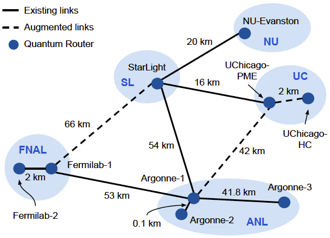 Existing links
Augmented links
Quantum Router
NU-Evanston
NU
20 km
StarLight
SL
UChicago-
PME
UC
16 km
2 km
UChicago-
HC
66 km
54 km
42 km
FNAL
Fermilab-1
2 km
Fermilab-2
53 km
Argonne-1
41.8 km
Argonne-3
0.1 km
Argonne-2
ANL